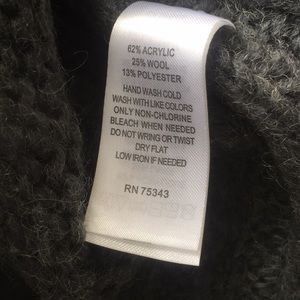 62% ACRYLIC
25% WOOL
13% POLYESTER
HAND WASH COLD
WASH WITH LIKE COLORS
ONLY NON-CHLORINE
BLEACH WHEN NEEDED
DO NOT WRING OR TWIST
DRY FLAT
LOW IRON IF NEEDED
RN 75343